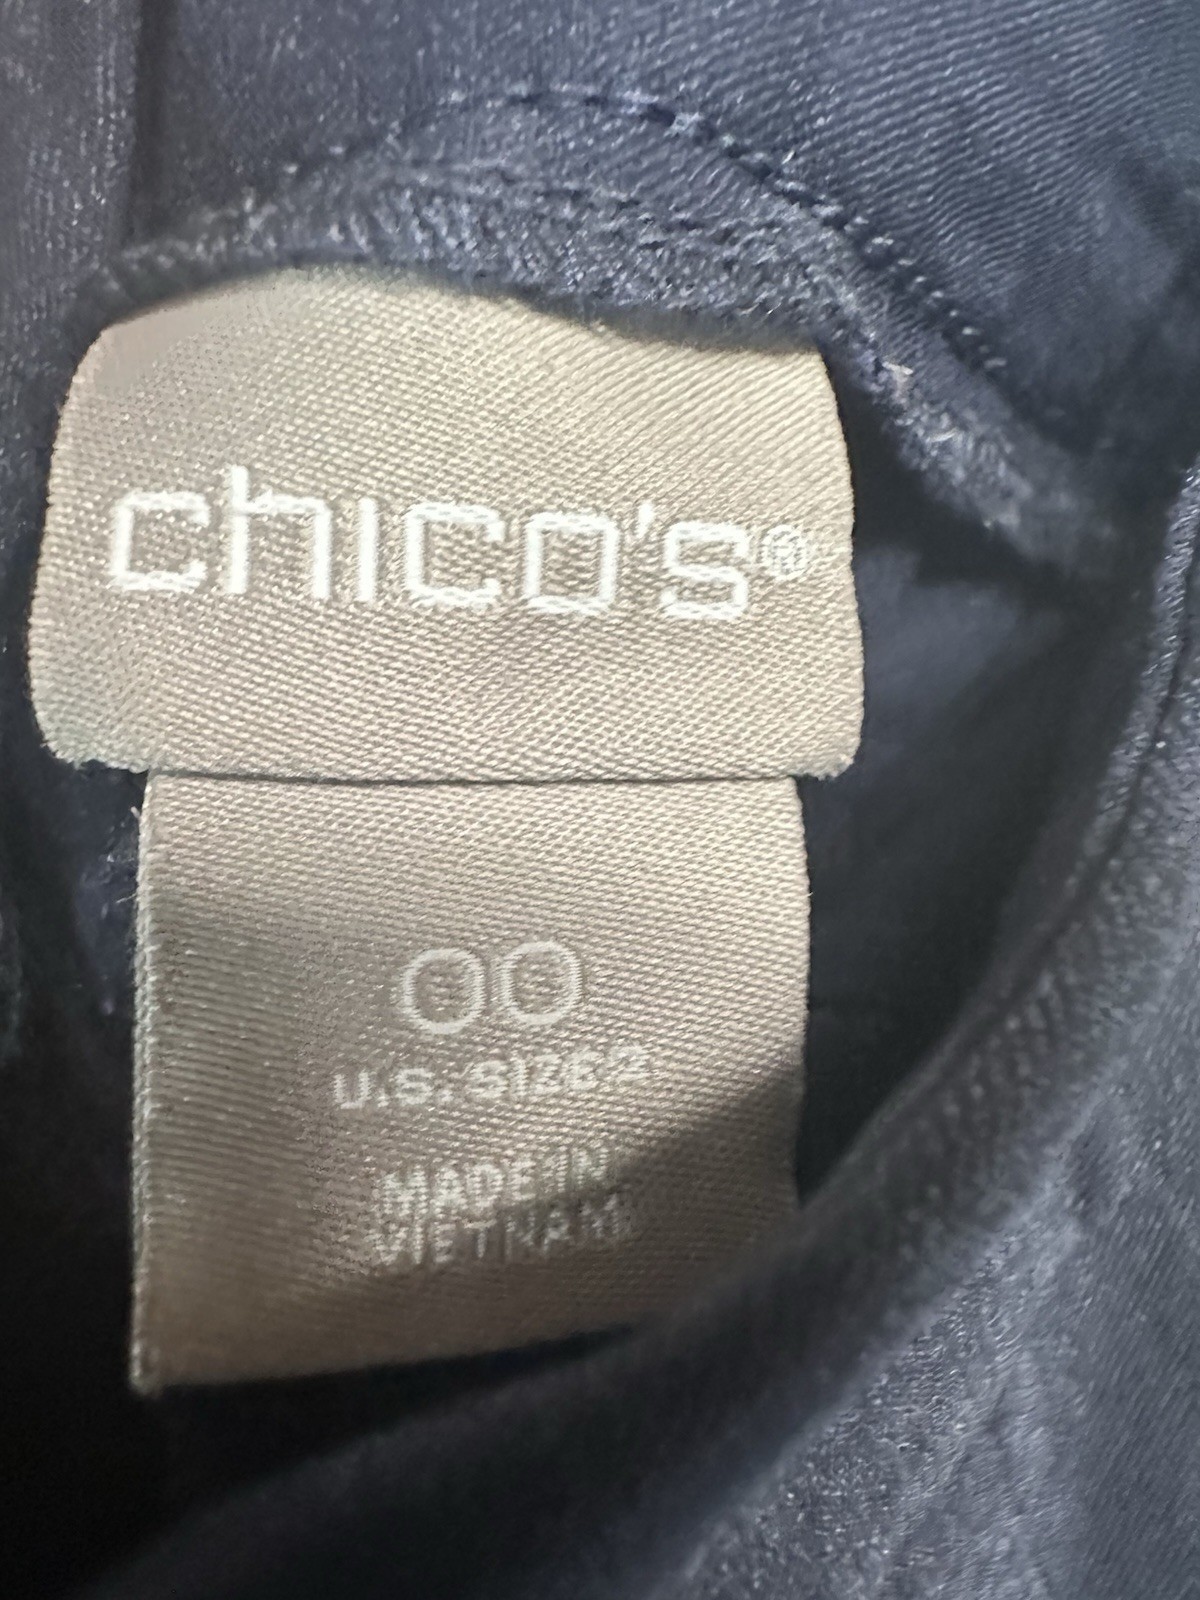 chico's®
00
U.S. SIZE 2
MADE IN
VIETNAM